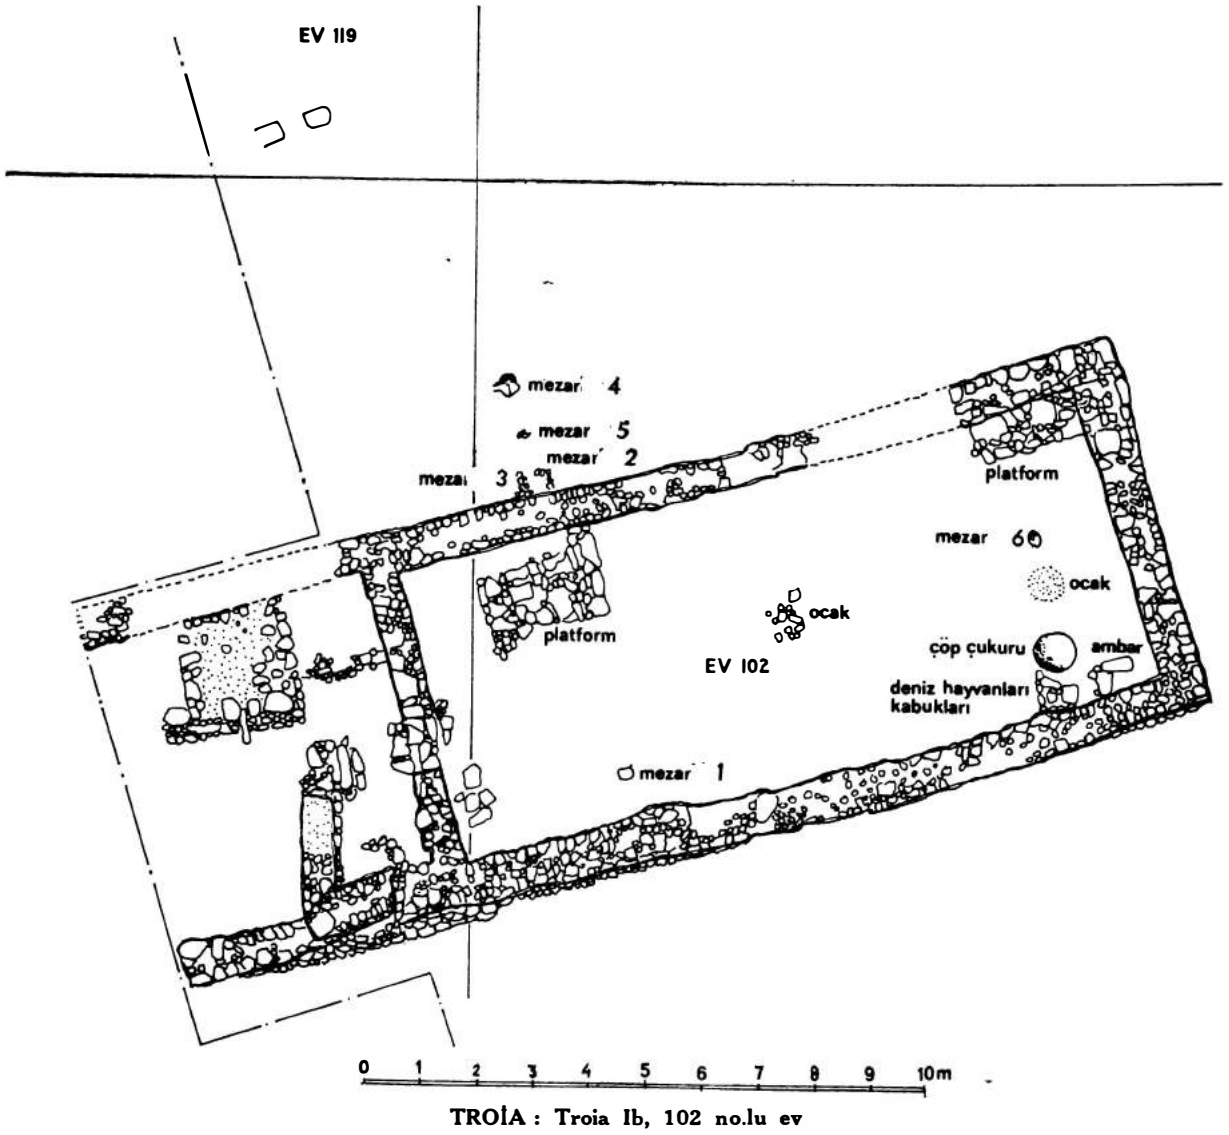 EV 119
mezar 4
mezar 5
mezar 2
mezar 3
platform
mezar 6
ocak
ocak
platform
EV 102
çöp çukuru
ambar
deniz hayvanları
kabukları
mezar 1
0 1 2 3 4 5 6 7 8 9 10 m
TROİA : Troia Ib, 102 no.lu ev